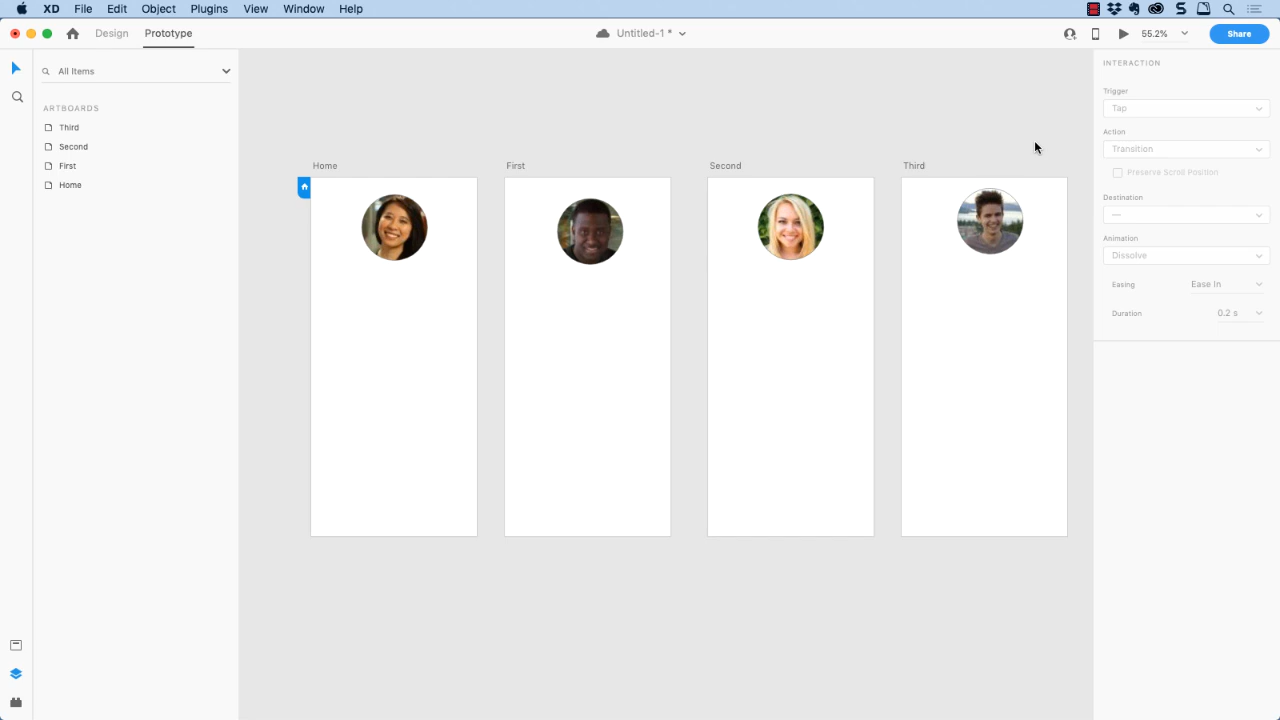 XD File Edit Object Plugins View Window Help
Design Prototype Untitled-1 * 55.2% Share
All Items
ARTBOARDS
Third
Second
First
Home
Home First Second Third
INTERACTION
Trigger
Tap
Action
Transition
Preserve Scroll Position
Destination
—
Animation
Dissolve
Easing Ease In
Duration 0.2 s